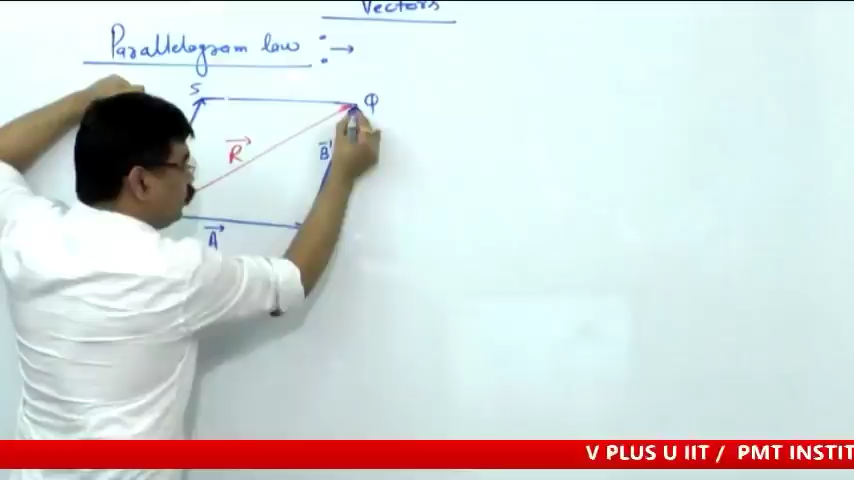 Vectors
Parallelogram law :→
S
Q
R
B
A
V PLUS U IIT / PMT INSTIT